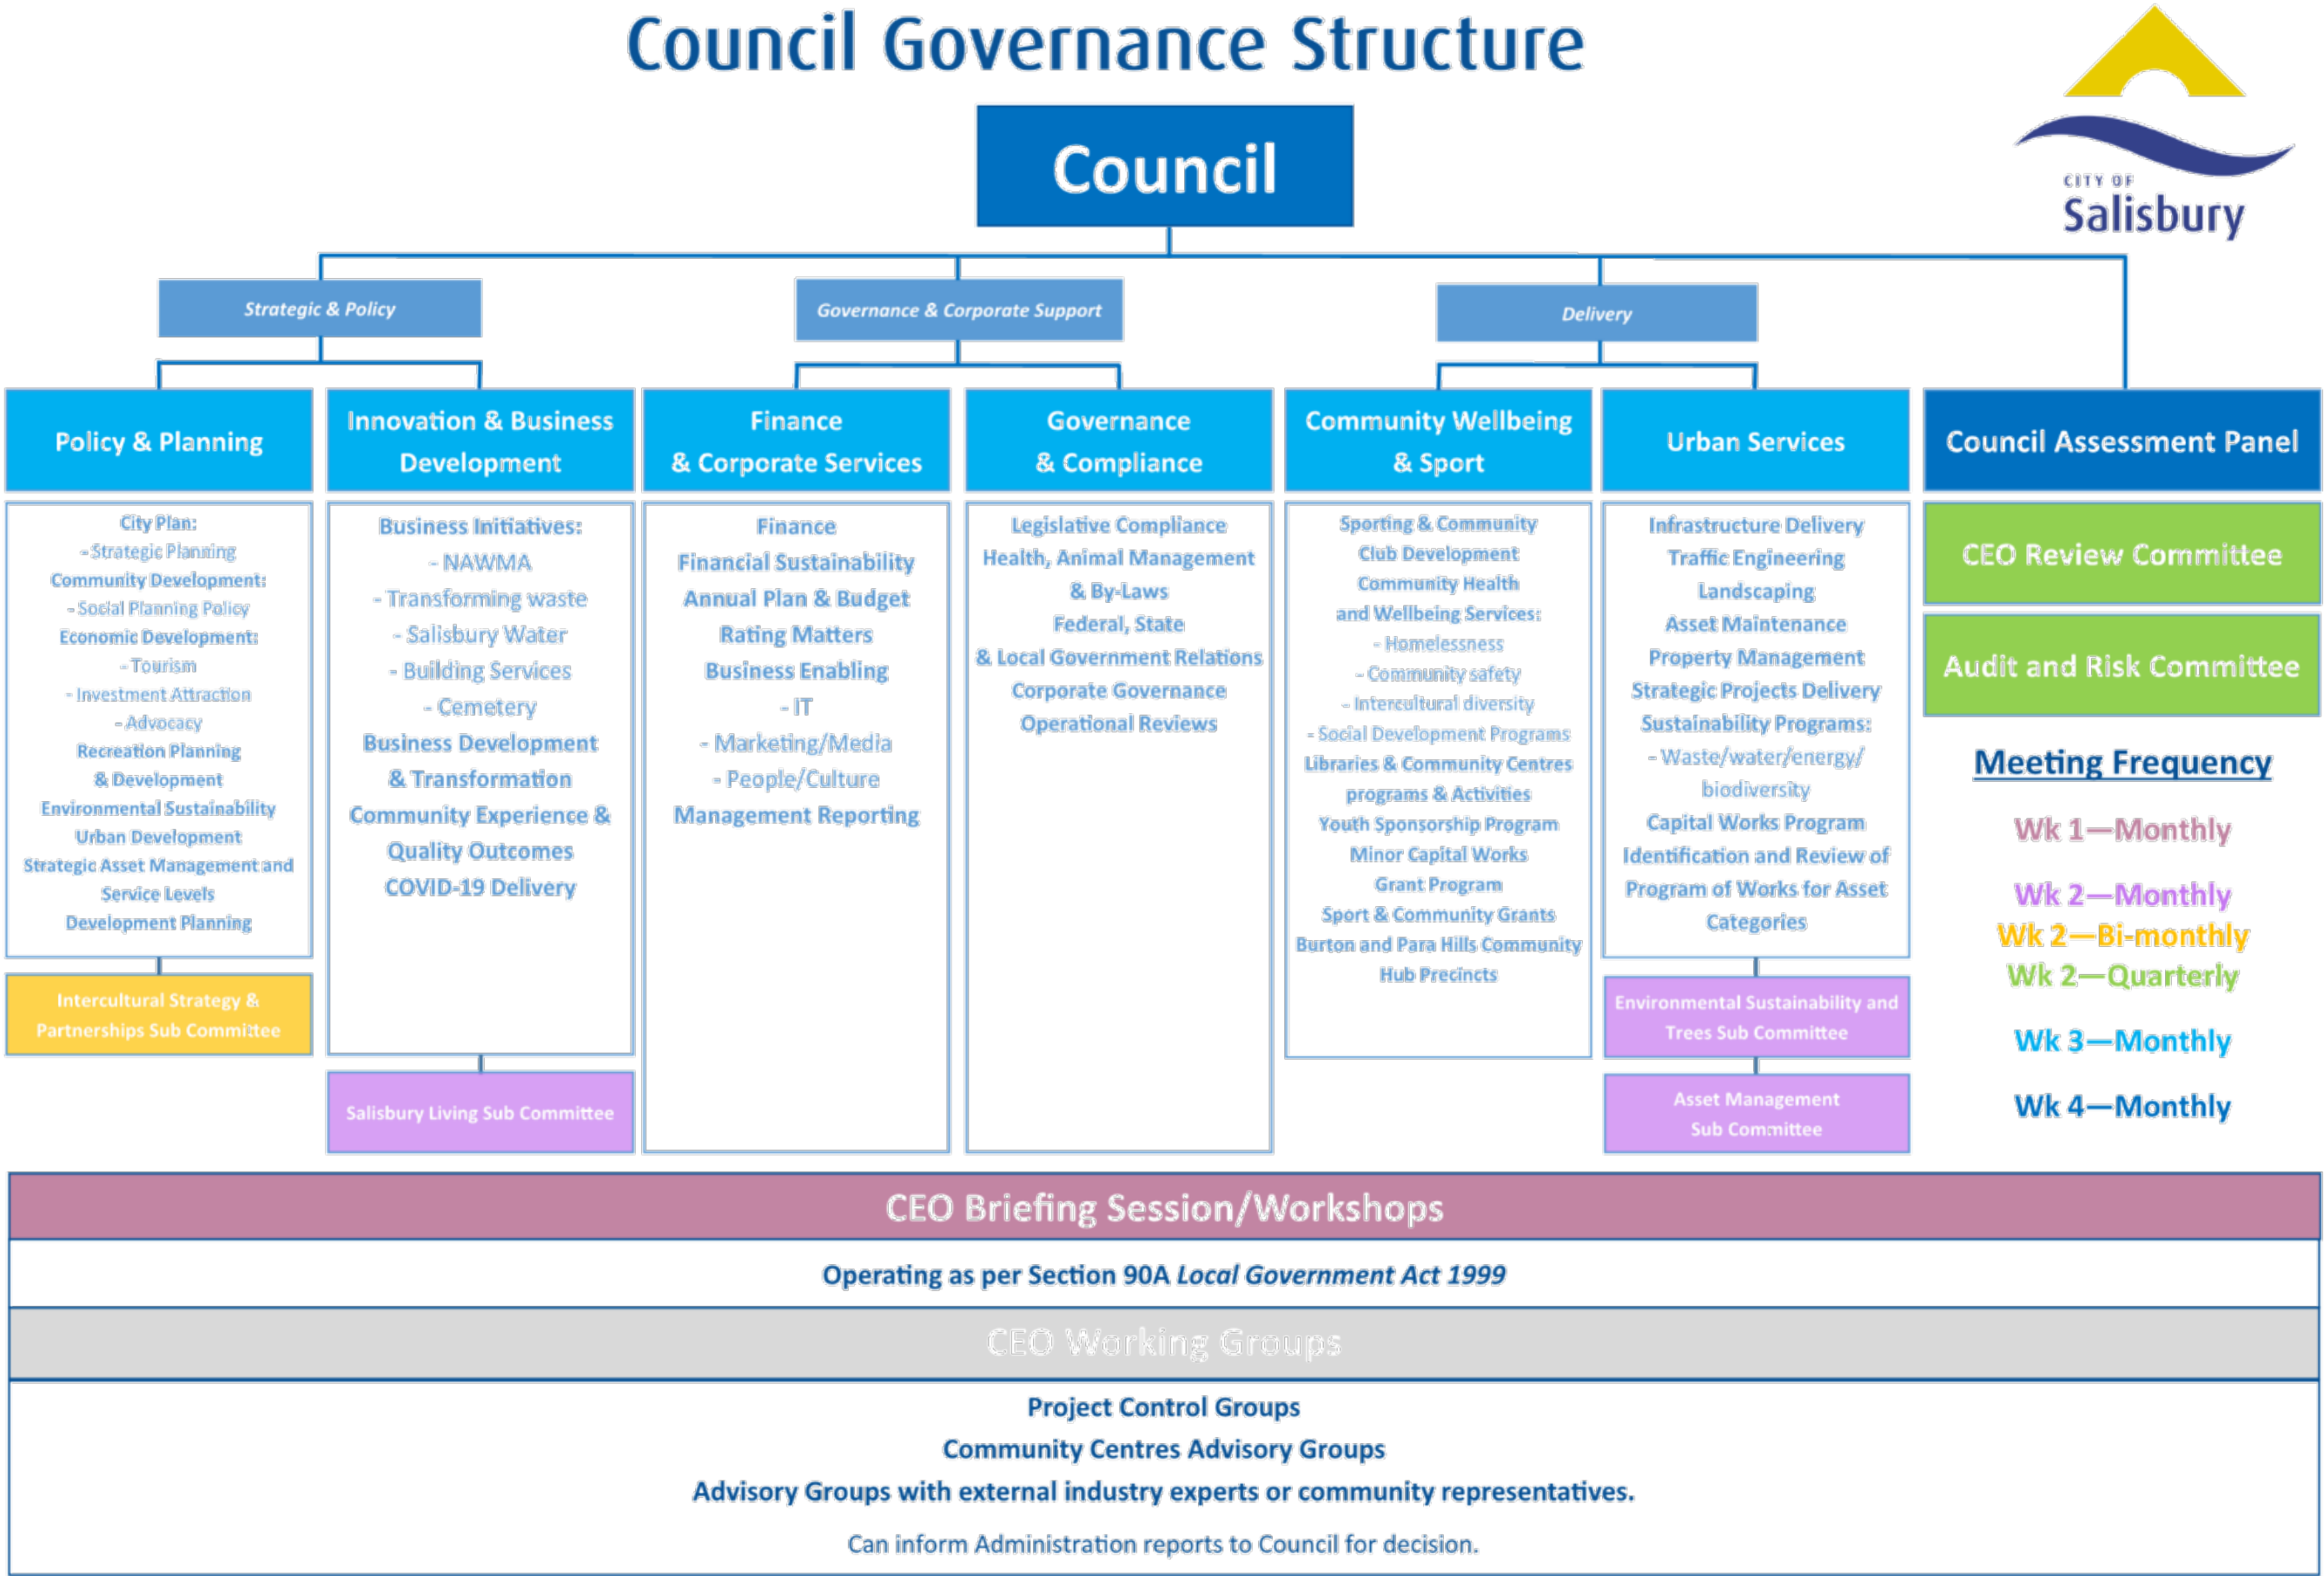 Council Governance Structure
CITY OF
Salisbury
Council
Strategic & Policy
Governance & Corporate Support
Delivery
Policy & Planning
Innovation & Business
Development
Finance
& Corporate Services
Governance
& Compliance
Community Wellbeing
& Sport
Urban Services
Council Assessment Panel
City Plan:
- Strategic Planning
Community Development:
- Social Planning Policy
Economic Development:
- Tourism
- Investment Attraction
- Advocacy
Recreation Planning
& Development
Environmental Sustainability
Urban Development
Strategic Asset Management and
Service Levels
Development Planning
Intercultural Strategy &
Partnerships Sub Committee
Business Initiatives:
- NAWMA
- Transforming waste
- Salisbury Water
- Building Services
- Cemetery
Business Development
& Transformation
Community Experience &
Quality Outcomes
COVID-19 Delivery
Salisbury Living Sub Committee
Finance
Financial Sustainability
Annual Plan & Budget
Rating Matters
Business Enabling
- IT
- Marketing/Media
- People/Culture
Management Reporting
Legislative Compliance
Health, Animal Management
& By-Laws
Federal, State
& Local Government Relations
Corporate Governance
Operational Reviews
Sporting & Community
Club Development
Community Health
and Wellbeing Services:
- Homelessness
- Community safety
- Intercultural diversity
- Social Development Programs
Libraries & Community Centres
programs & Activities
Youth Sponsorship Program
Minor Capital Works
Grant Program
Sport & Community Grants
Burton and Para Hills Community
Hub Precincts
Infrastructure Delivery
Traffic Engineering
Landscaping
Asset Maintenance
Property Management
Strategic Projects Delivery
Sustainability Programs:
- Waste/water/energy/
biodiversity
Capital Works Program
Identification and Review of
Program of Works for Asset
Categories
Environmental Sustainability and
Trees Sub Committee
Asset Management
Sub Committee
CEO Review Committee
Audit and Risk Committee
Meeting Frequency
Wk 1—Monthly
Wk 2—Monthly
Wk 2—Bi-monthly
Wk 2—Quarterly
Wk 3—Monthly
Wk 4—Monthly
CEO Briefing Session/Workshops
Operating as per Section 90A Local Government Act 1999
CEO Working Groups
Project Control Groups
Community Centres Advisory Groups
Advisory Groups with external industry experts or community representatives.
Can inform Administration reports to Council for decision.